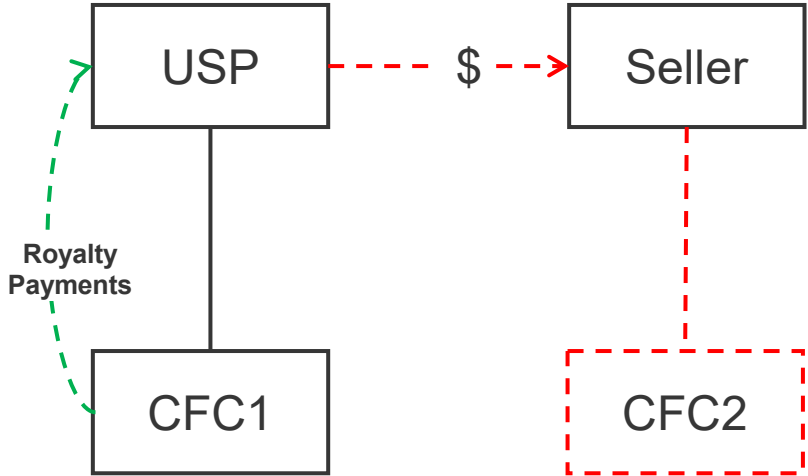 USP
$
Seller
Royalty
Payments
CFC1
CFC2